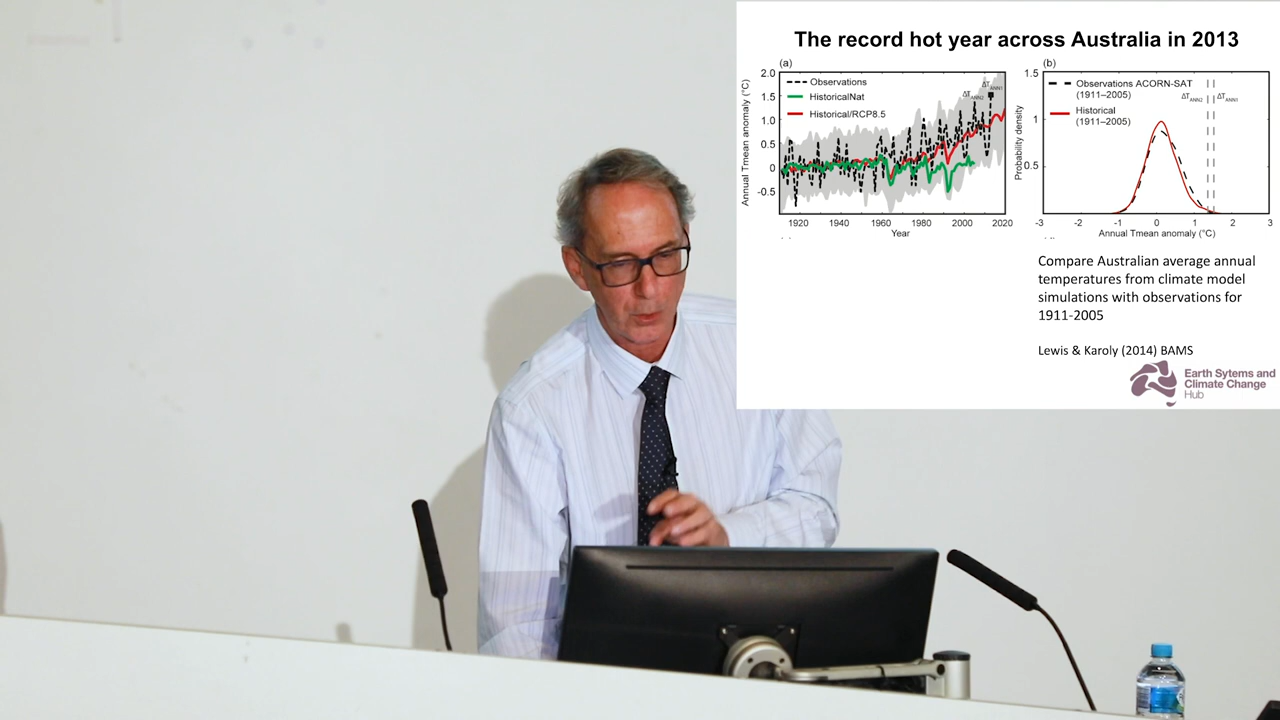 The record hot year across Australia in 2013
(a)
2.0
1.5
1.0
0.5
0
-0.5
Annual Tmean anomaly (°C)
Observations
HistoricalNat
Historical/RCP8.5
ΔTANN2
ΔTANN1
1920 1940 1960 1980 2000 2020
Year
(b)
1.5
1
0.5
Probability density
Observations ACORN-SAT
(1911–2005)
Historical
(1911–2005)
ΔTANN2
ΔTANN1
-3 -2 -1 0 1 2 3
Annual Tmean anomaly (°C)
Compare Australian average annual
temperatures from climate model
simulations with observations for
1911-2005
Lewis & Karoly (2014) BAMS
Earth Sytems and
Climate Change
Hub